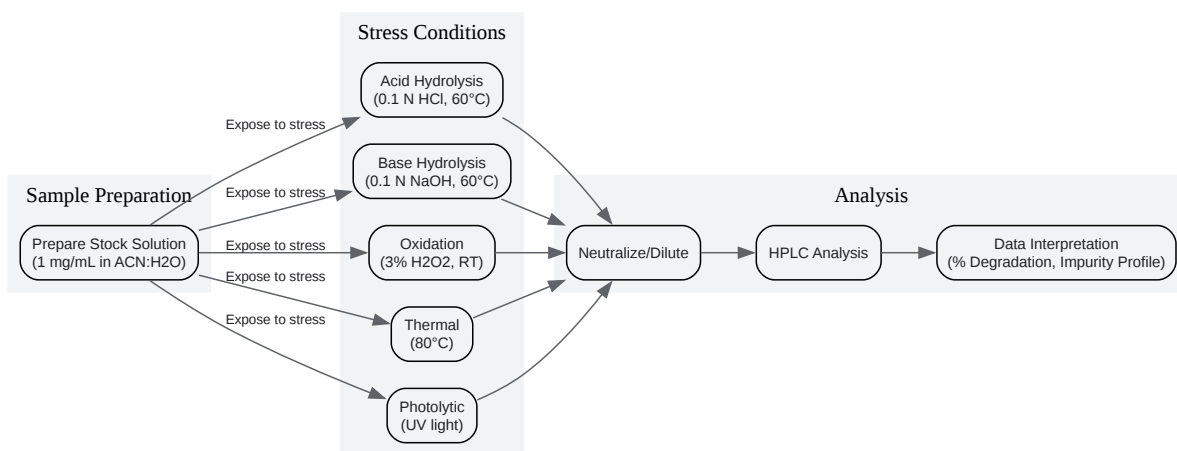 Sample Preparation
Prepare Stock Solution
(1 mg/mL in ACN:H2O)
Expose to stress
Expose to stress
Expose to stress
Expose to stress
Expose to stress
Stress Conditions
Acid Hydrolysis
(0.1 N HCl, 60°C)
Base Hydrolysis
(0.1 N NaOH, 60°C)
Oxidation
(3% H2O2, RT)
Thermal
(80°C)
Photolytic
(UV light)
Analysis
Neutralize/Dilute
HPLC Analysis
Data Interpretation
(% Degradation, Impurity Profile)